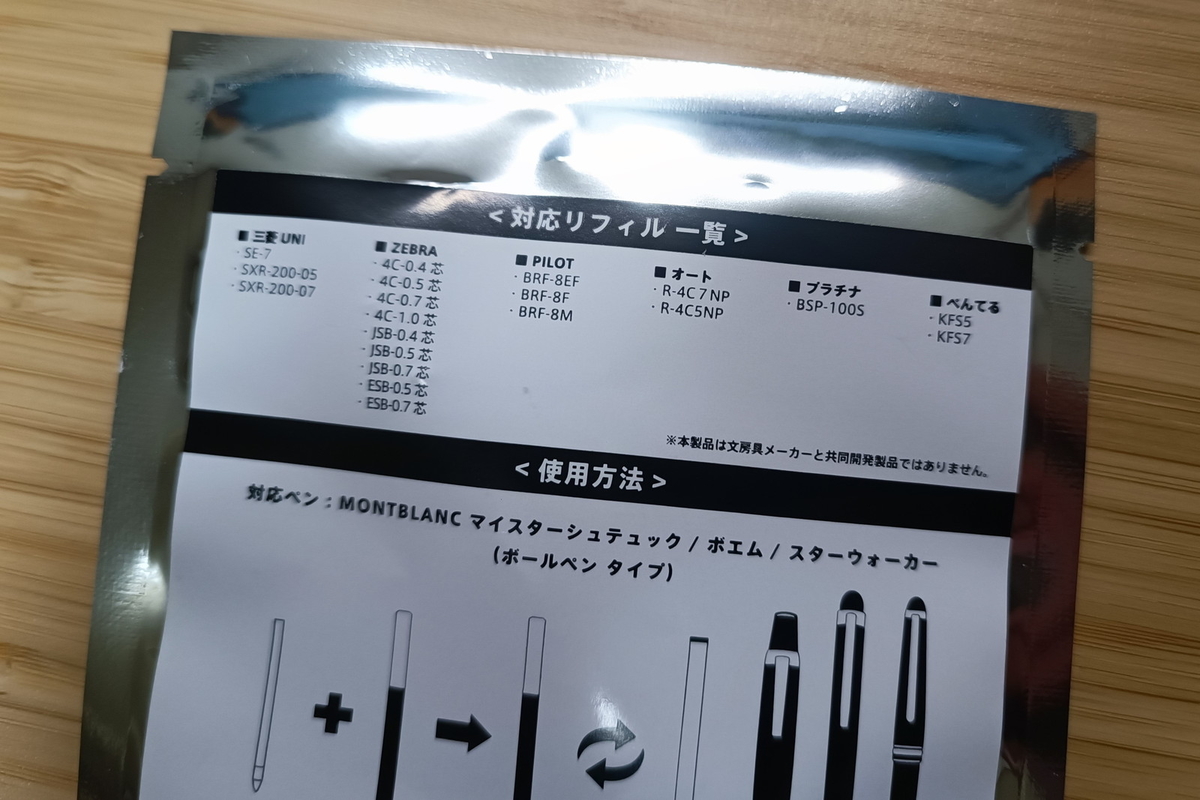 <対応リフィル一覧>
■三菱UNI
・SE-7
・SXR-200-05
・SXR-200-07
■ZEBRA
・4C-0.4芯
・4C-0.5芯
・4C-0.7芯
・4C-1.0芯
・JSB-0.4芯
・JSB-0.5芯
・JSB-0.7芯
・ESB-0.5芯
・ESB-0.7芯
■PILOT
・BRF-8EF
・BRF-8F
・BRF-8M
■オート
・R-4C7NP
・R-4C5NP
■プラチナ
・BSP-100S
■ぺんてる
・KFS5
・KFS7
※本製品は文房具メーカーと共同開発製品ではありません。
<使用方法>
対応ペン：MONTBLANC マイスターシュテュック / ボエム / スターウォーカー
(ボールペン タイプ)